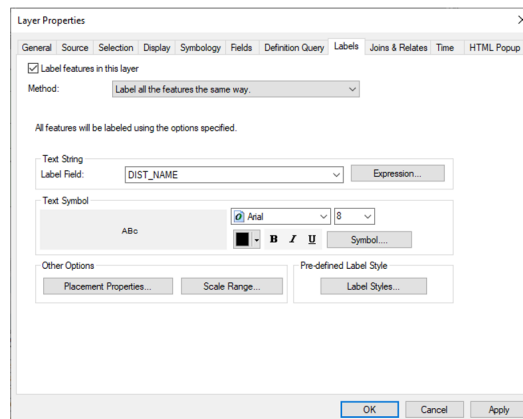 Layer Properties
General Source Selection Display Symbology Fields Definition Query Labels Joins & Relates Time HTML Popup
Label features in this layer
Method: Label all the features the same way.
All features will be labeled using the options specified.
Text String
Label Field: DIST_NAME Expression...
Text Symbol
ABc
Arial 8
B I U Symbol....
Other Options
Placement Properties... Scale Range...
Pre-defined Label Style
Label Styles...
OK Cancel Apply